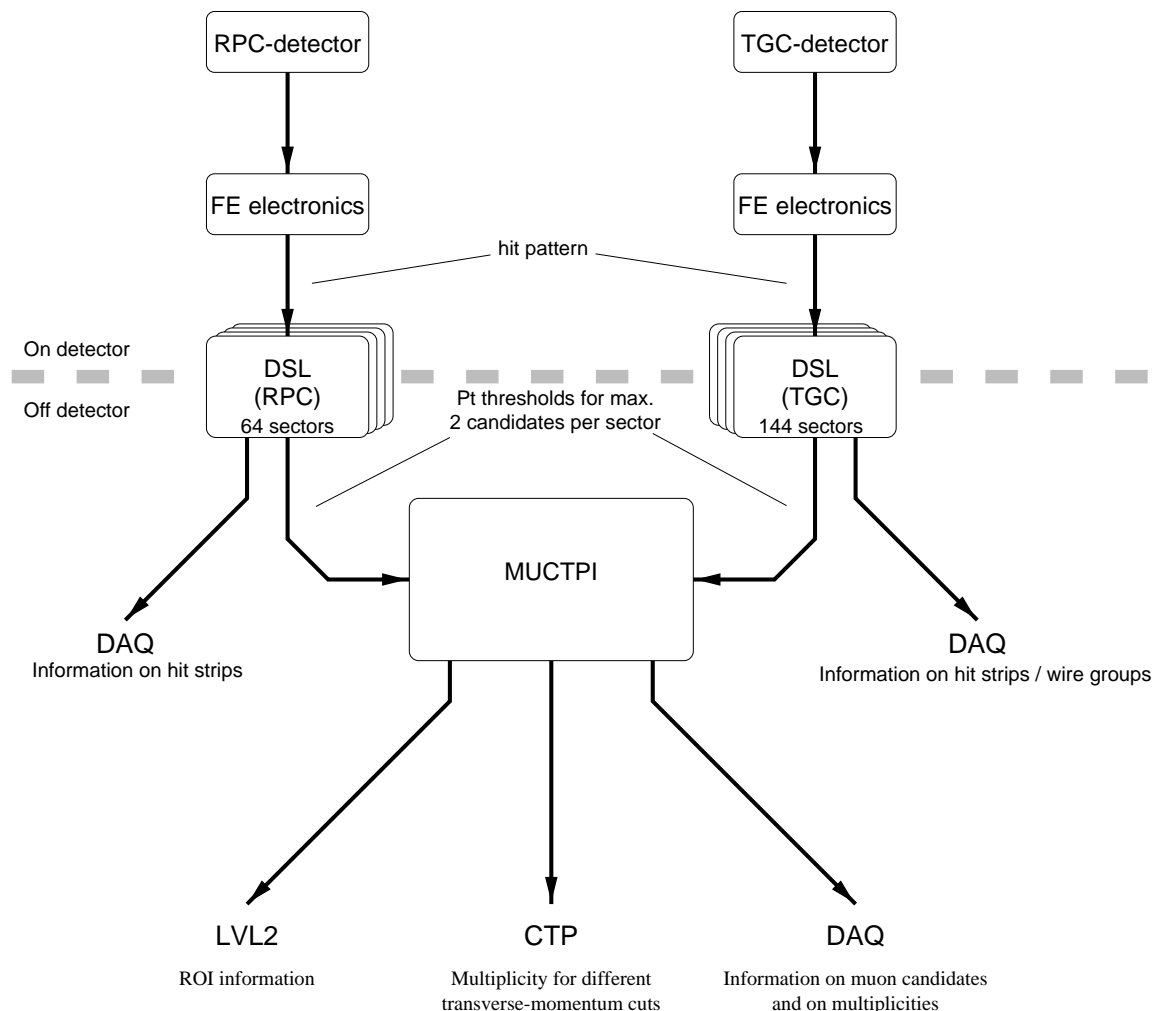 RPC-detector
TGC-detector
FE electronics
FE electronics
hit pattern
On detector
Off detector
DSL
(RPC)
64 sectors
Pt thresholds for max.
2 candidates per sector
DSL
(TGC)
144 sectors
MUCTPI
DAQ
Information on hit strips
DAQ
Information on hit strips / wire groups
LVL2
ROI information
CTP
Multiplicity for different
transverse-momentum cuts
DAQ
Information on muon candidates
and on multiplicities